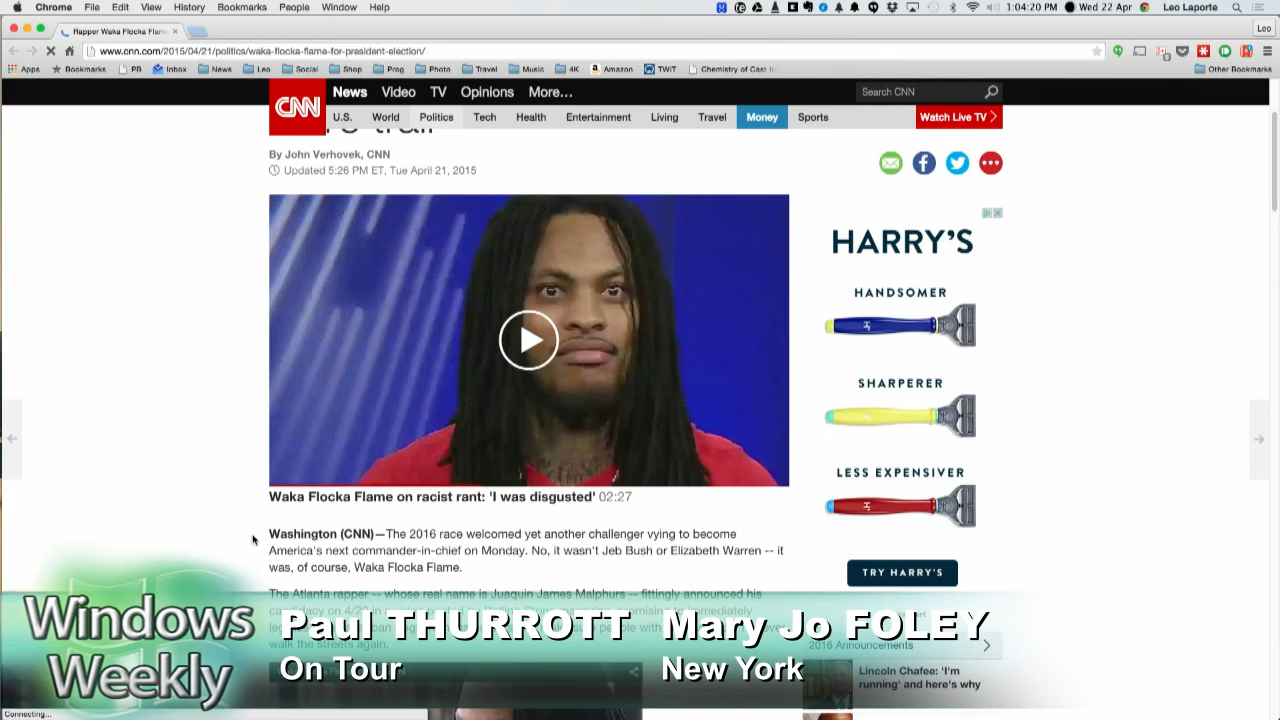 Chrome File Edit View History Bookmarks People Window Help 1:04:20 PM Wed 22 Apr Leo Laporte
Rapper Waka Flocka Flame
Leo
www.cnn.com/2015/04/21/politics/waka-flocka-flame-for-president-election/
Apps Bookmarks PB Inbox News Leo Social Shop Prog Photo Travel Music 4K Amazon TWiT Chemistry of Cast Ir Other Bookmarks
CNN News Video TV Opinions More... Search CNN
U.S. World Politics Tech Health Entertainment Living Travel Money Sports Watch Live TV
By John Verhovek, CNN
Updated 5:26 PM ET, Tue April 21, 2015
HARRY'S
HANDSOMER
SHARPERER
LESS EXPENSIVER
TRY HARRY'S
Waka Flocka Flame on racist rant: 'I was disgusted' 02:27
Washington (CNN)—The 2016 race welcomed yet another challenger vying to become
America's next commander-in-chief on Monday. No, it wasn't Jeb Bush or Elizabeth Warren -- it
was, of course, Waka Flocka Flame.
The Atlanta rapper -- whose real name is Juaquin James Malphurs -- fittingly announced his
walk the streets again.
2016 Announcements
Lincoln Chafee: 'I'm
running' and here's why
Windows
Weekly
Paul THURROTT
On Tour
Mary Jo FOLEY
New York
Connecting...